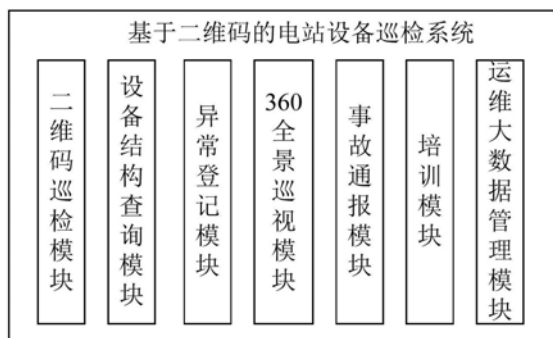 基于二维码的电站设备巡检系统
二维码巡检模块
设备结构查询模块
异常登记模块
360全景巡视模块
事故通报模块
培训模块
运维大数据管理模块